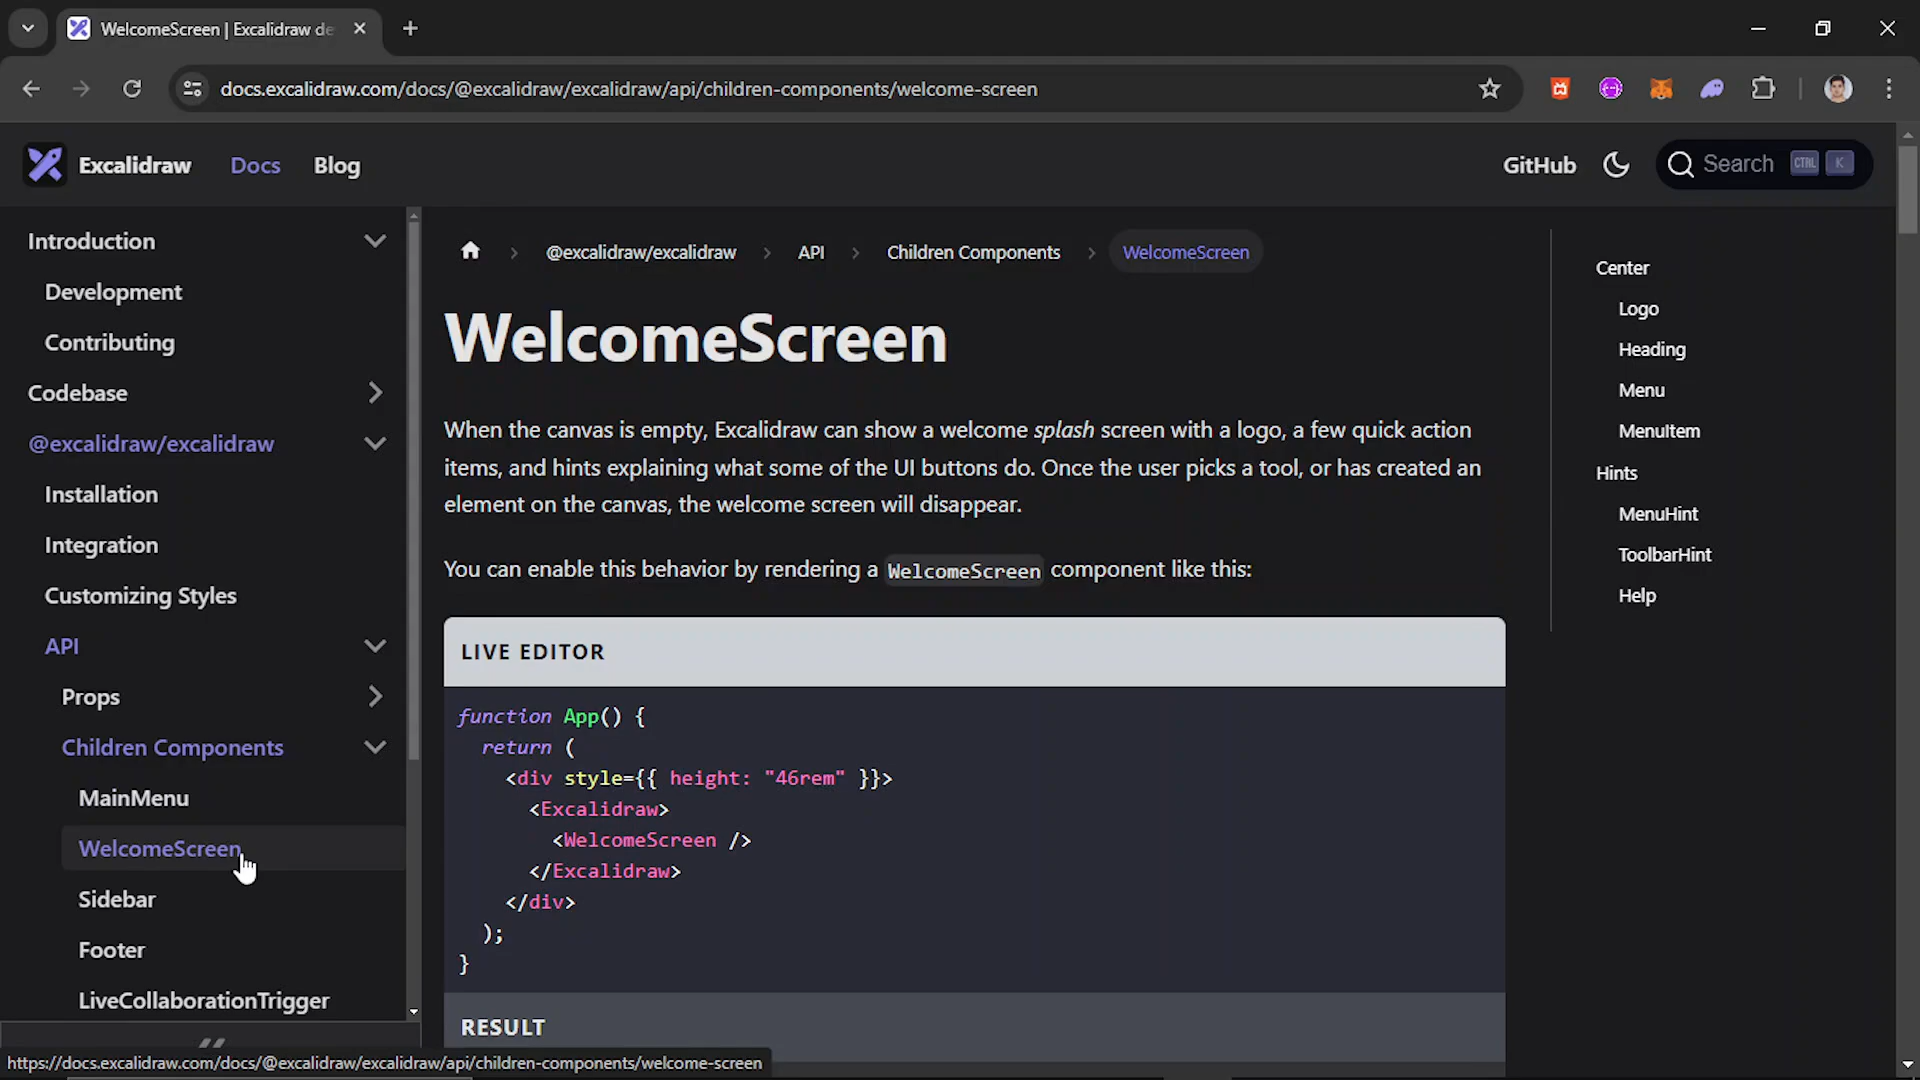 WelcomeScreen | Excalidraw de
docs.excalidraw.com/docs/@excalidraw/excalidraw/api/children-components/welcome-screen
Excalidraw Docs Blog
GitHub Search CTRL K
Introduction
Development
Contributing
Codebase
@excalidraw/excalidraw
Installation
Integration
Customizing Styles
API
Props
Children Components
MainMenu
WelcomeScreen
Sidebar
Footer
LiveCollaborationTrigger
@excalidraw/excalidraw > API > Children Components > WelcomeScreen
WelcomeScreen
When the canvas is empty, Excalidraw can show a welcome splash screen with a logo, a few quick action
items, and hints explaining what some of the UI buttons do. Once the user picks a tool, or has created an
element on the canvas, the welcome screen will disappear.
You can enable this behavior by rendering a WelcomeScreen component like this:
LIVE EDITOR
function App() {
return (
<div style={{ height: "46rem" }}>
<Excalidraw>
<WelcomeScreen />
</Excalidraw>
</div>
);
}
RESULT
Center
Logo
Heading
Menu
MenuItem
Hints
MenuHint
ToolbarHint
Help
https://docs.excalidraw.com/docs/@excalidraw/excalidraw/api/children-components/welcome-screen